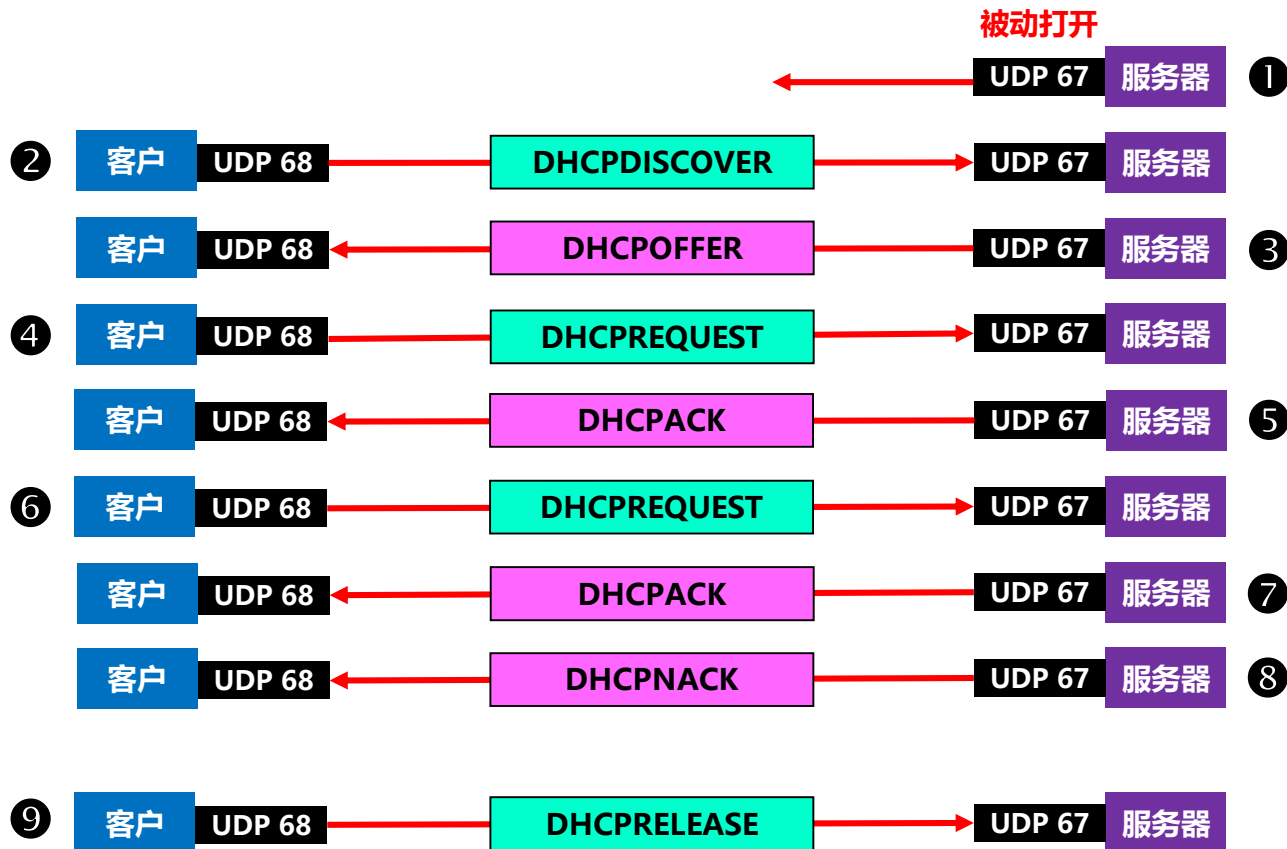 被动打开
UDP 67 服务器 ❶
❷ 客户 UDP 68 DHCPDISCOVER UDP 67 服务器
客户 UDP 68 DHCPOFFER UDP 67 服务器 ❸
❹ 客户 UDP 68 DHCPREQUEST UDP 67 服务器
客户 UDP 68 DHCPACK UDP 67 服务器 ❺
❻ 客户 UDP 68 DHCPREQUEST UDP 67 服务器
客户 UDP 68 DHCPACK UDP 67 服务器 ❼
客户 UDP 68 DHCPNACK UDP 67 服务器 ❽
❾ 客户 UDP 68 DHCPRELEASE UDP 67 服务器